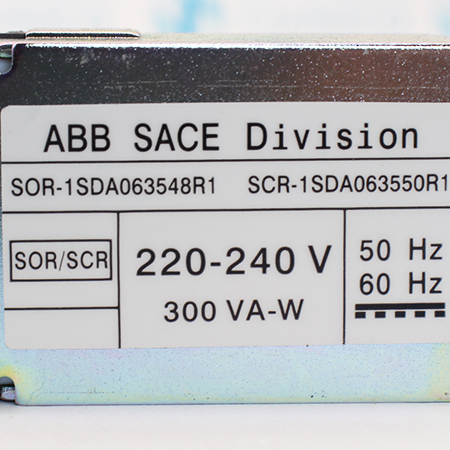 ABB SACE Division
SOR-1SDA063548R1 SCR-1SDA063550R1
SOR/SCR
220-240 V
300 VA-W
50 Hz
60 Hz